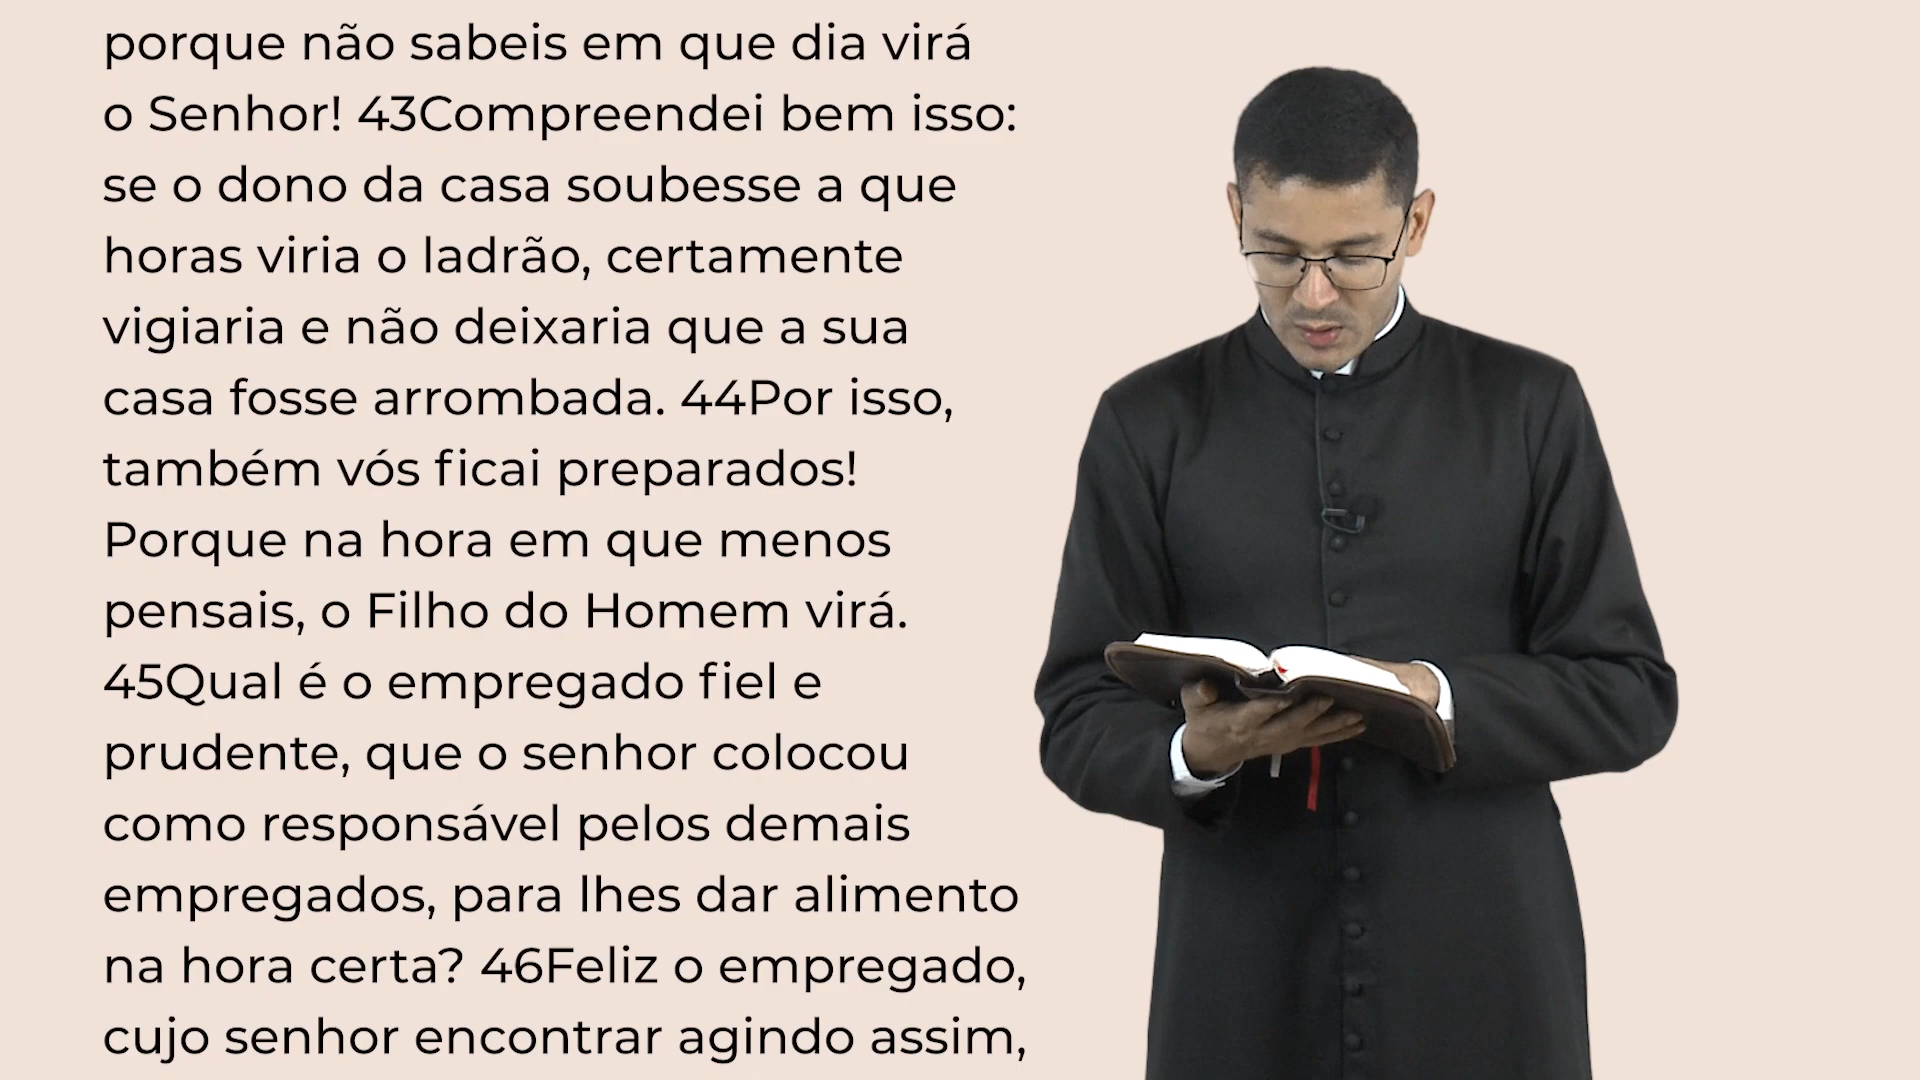 porque não sabeis em que dia virá
o Senhor! 43Compreendei bem isso:
se o dono da casa soubesse a que
horas viria o ladrão, certamente
vigiaria e não deixaria que a sua
casa fosse arrombada. 44Por isso,
também vós ficai preparados!
Porque na hora em que menos
pensais, o Filho do Homem virá.
45Qual é o empregado fiel e
prudente, que o senhor colocou
como responsável pelos demais
empregados, para lhes dar alimento
na hora certa? 46Feliz o empregado,
cujo senhor encontrar agindo assim,